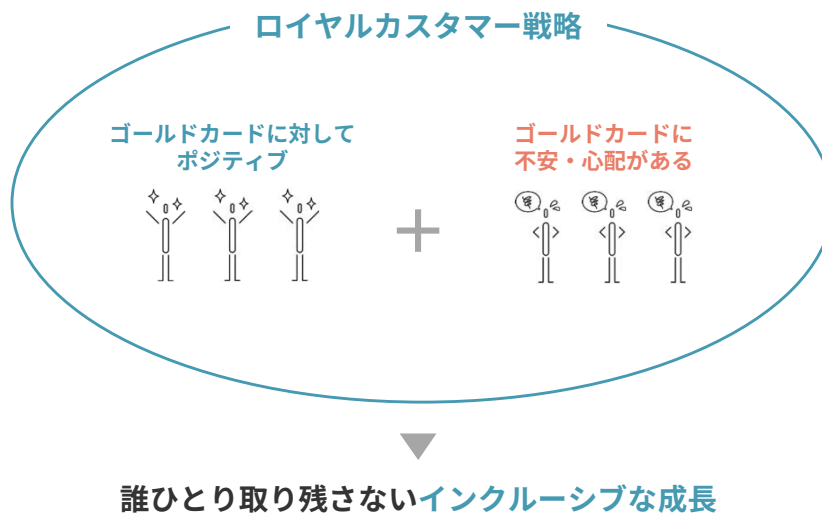 ロイヤルカスタマー戦略
ゴールドカードに対して
ポジティブ
ゴールドカードに
不安・心配がある
誰ひとり取り残さないインクルーシブな成長